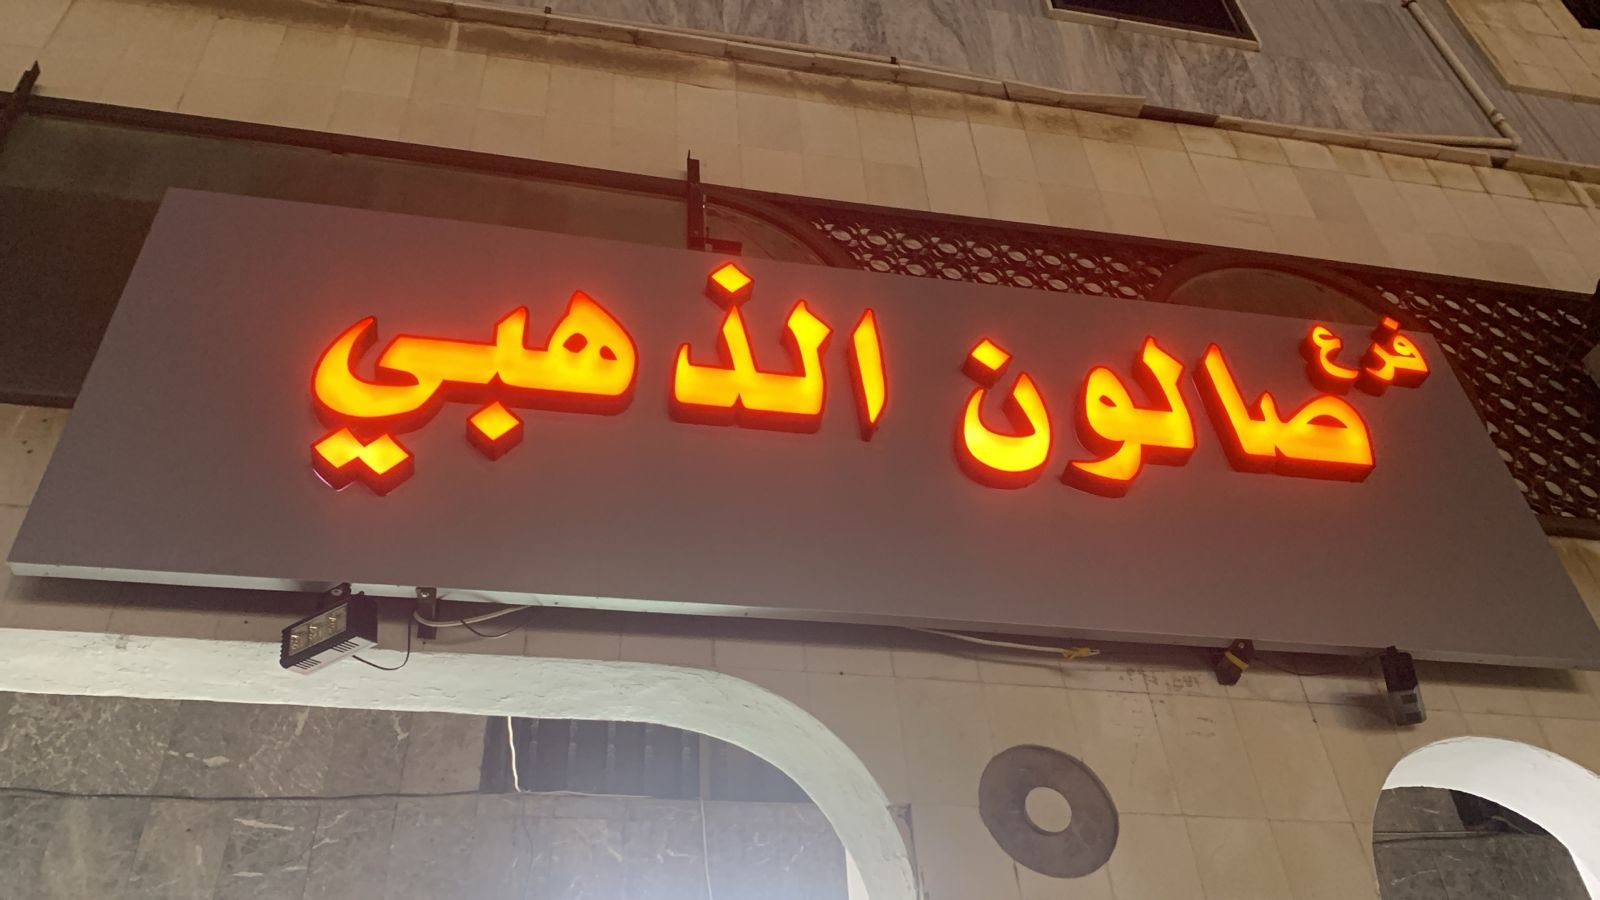 فرع
صالون الذهبي